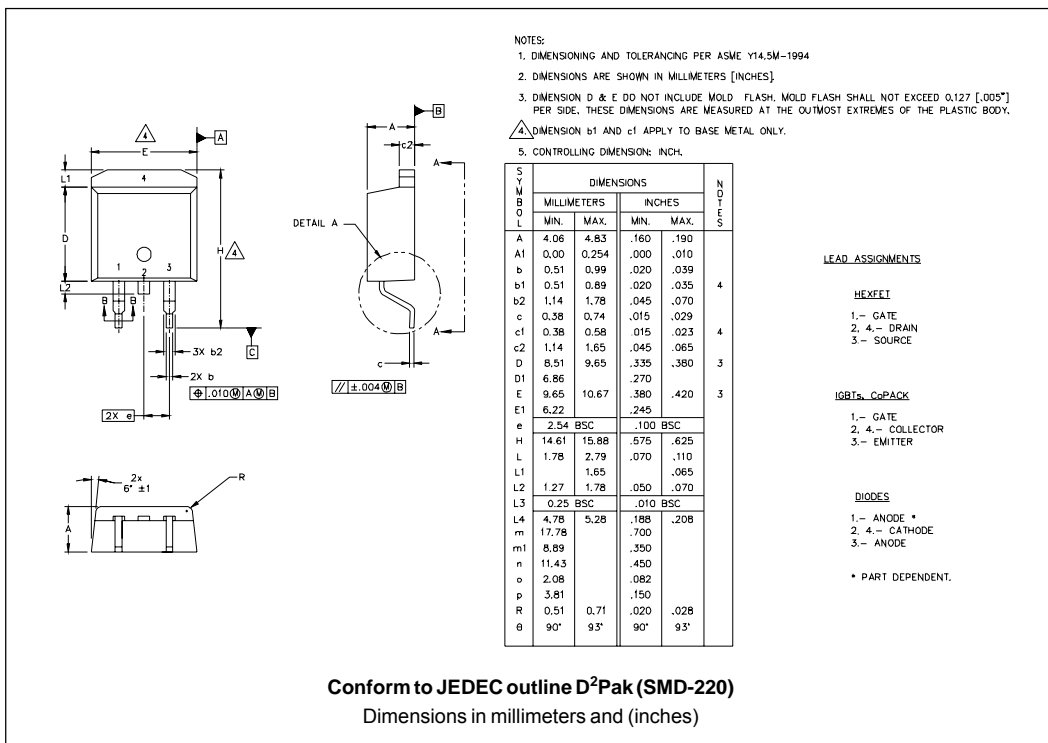 NOTES:
1. DIMENSIONING AND TOLERANCING PER ASME Y14.5M-1994
2. DIMENSIONS ARE SHOWN IN MILLIMETERS [INCHES].
3. DIMENSION D & E DO NOT INCLUDE MOLD FLASH. MOLD FLASH SHALL NOT EXCEED 0.127 [.005"]
PER SIDE. THESE DIMENSIONS ARE MEASURED AT THE OUTMOST EXTREMES OF THE PLASTIC BODY.
4. DIMENSION b1 AND c1 APPLY TO BASE METAL ONLY.
5. CONTROLLING DIMENSION: INCH.
4
A
E
L1
4
D
H 4
1 2 3
L2
B B
C
3X b2
2X b
⌖ .010 Ⓜ A Ⓜ B
2X e
B
A
c2
A
DETAIL A
A
c
// ±.004 Ⓜ B
2x
6° ±1
R
A
SYMBOL DIMENSIONS NOTES
MILLIMETERS INCHES
MIN. MAX. MIN. MAX.
A 4.06 4.83 .160 .190
A1 0.00 0.254 .000 .010
b 0.51 0.99 .020 .039
b1 0.51 0.89 .020 .035 4
b2 1.14 1.78 .045 .070
c 0.38 0.74 .015 .029
c1 0.38 0.58 .015 .023 4
c2 1.14 1.65 .045 .065
D 8.51 9.65 .335 .380 3
D1 6.86 .270
E 9.65 10.67 .380 .420 3
E1 6.22 .245
e 2.54 BSC .100 BSC
H 14.61 15.88 .575 .625
L 1.78 2.79 .070 .110
L1 1.65 .065
L2 1.27 1.78 .050 .070
L3 0.25 BSC .010 BSC
L4 4.78 5.28 .188 .208
m 17.78 .700
m1 8.89 .350
n 11.43 .450
o 2.08 .082
p 3.81 .150
R 0.51 0.71 .020 .028
θ 90° 93° 90° 93°
LEAD ASSIGNMENTS
HEXFET
1.- GATE
2, 4.- DRAIN
3.- SOURCE
IGBTs, CoPACK
1.- GATE
2, 4.- COLLECTOR
3.- EMITTER
DIODES
1.- ANODE *
2, 4.- CATHODE
3.- ANODE
* PART DEPENDENT.
Conform to JEDEC outline D²Pak (SMD-220)
Dimensions in millimeters and (inches)